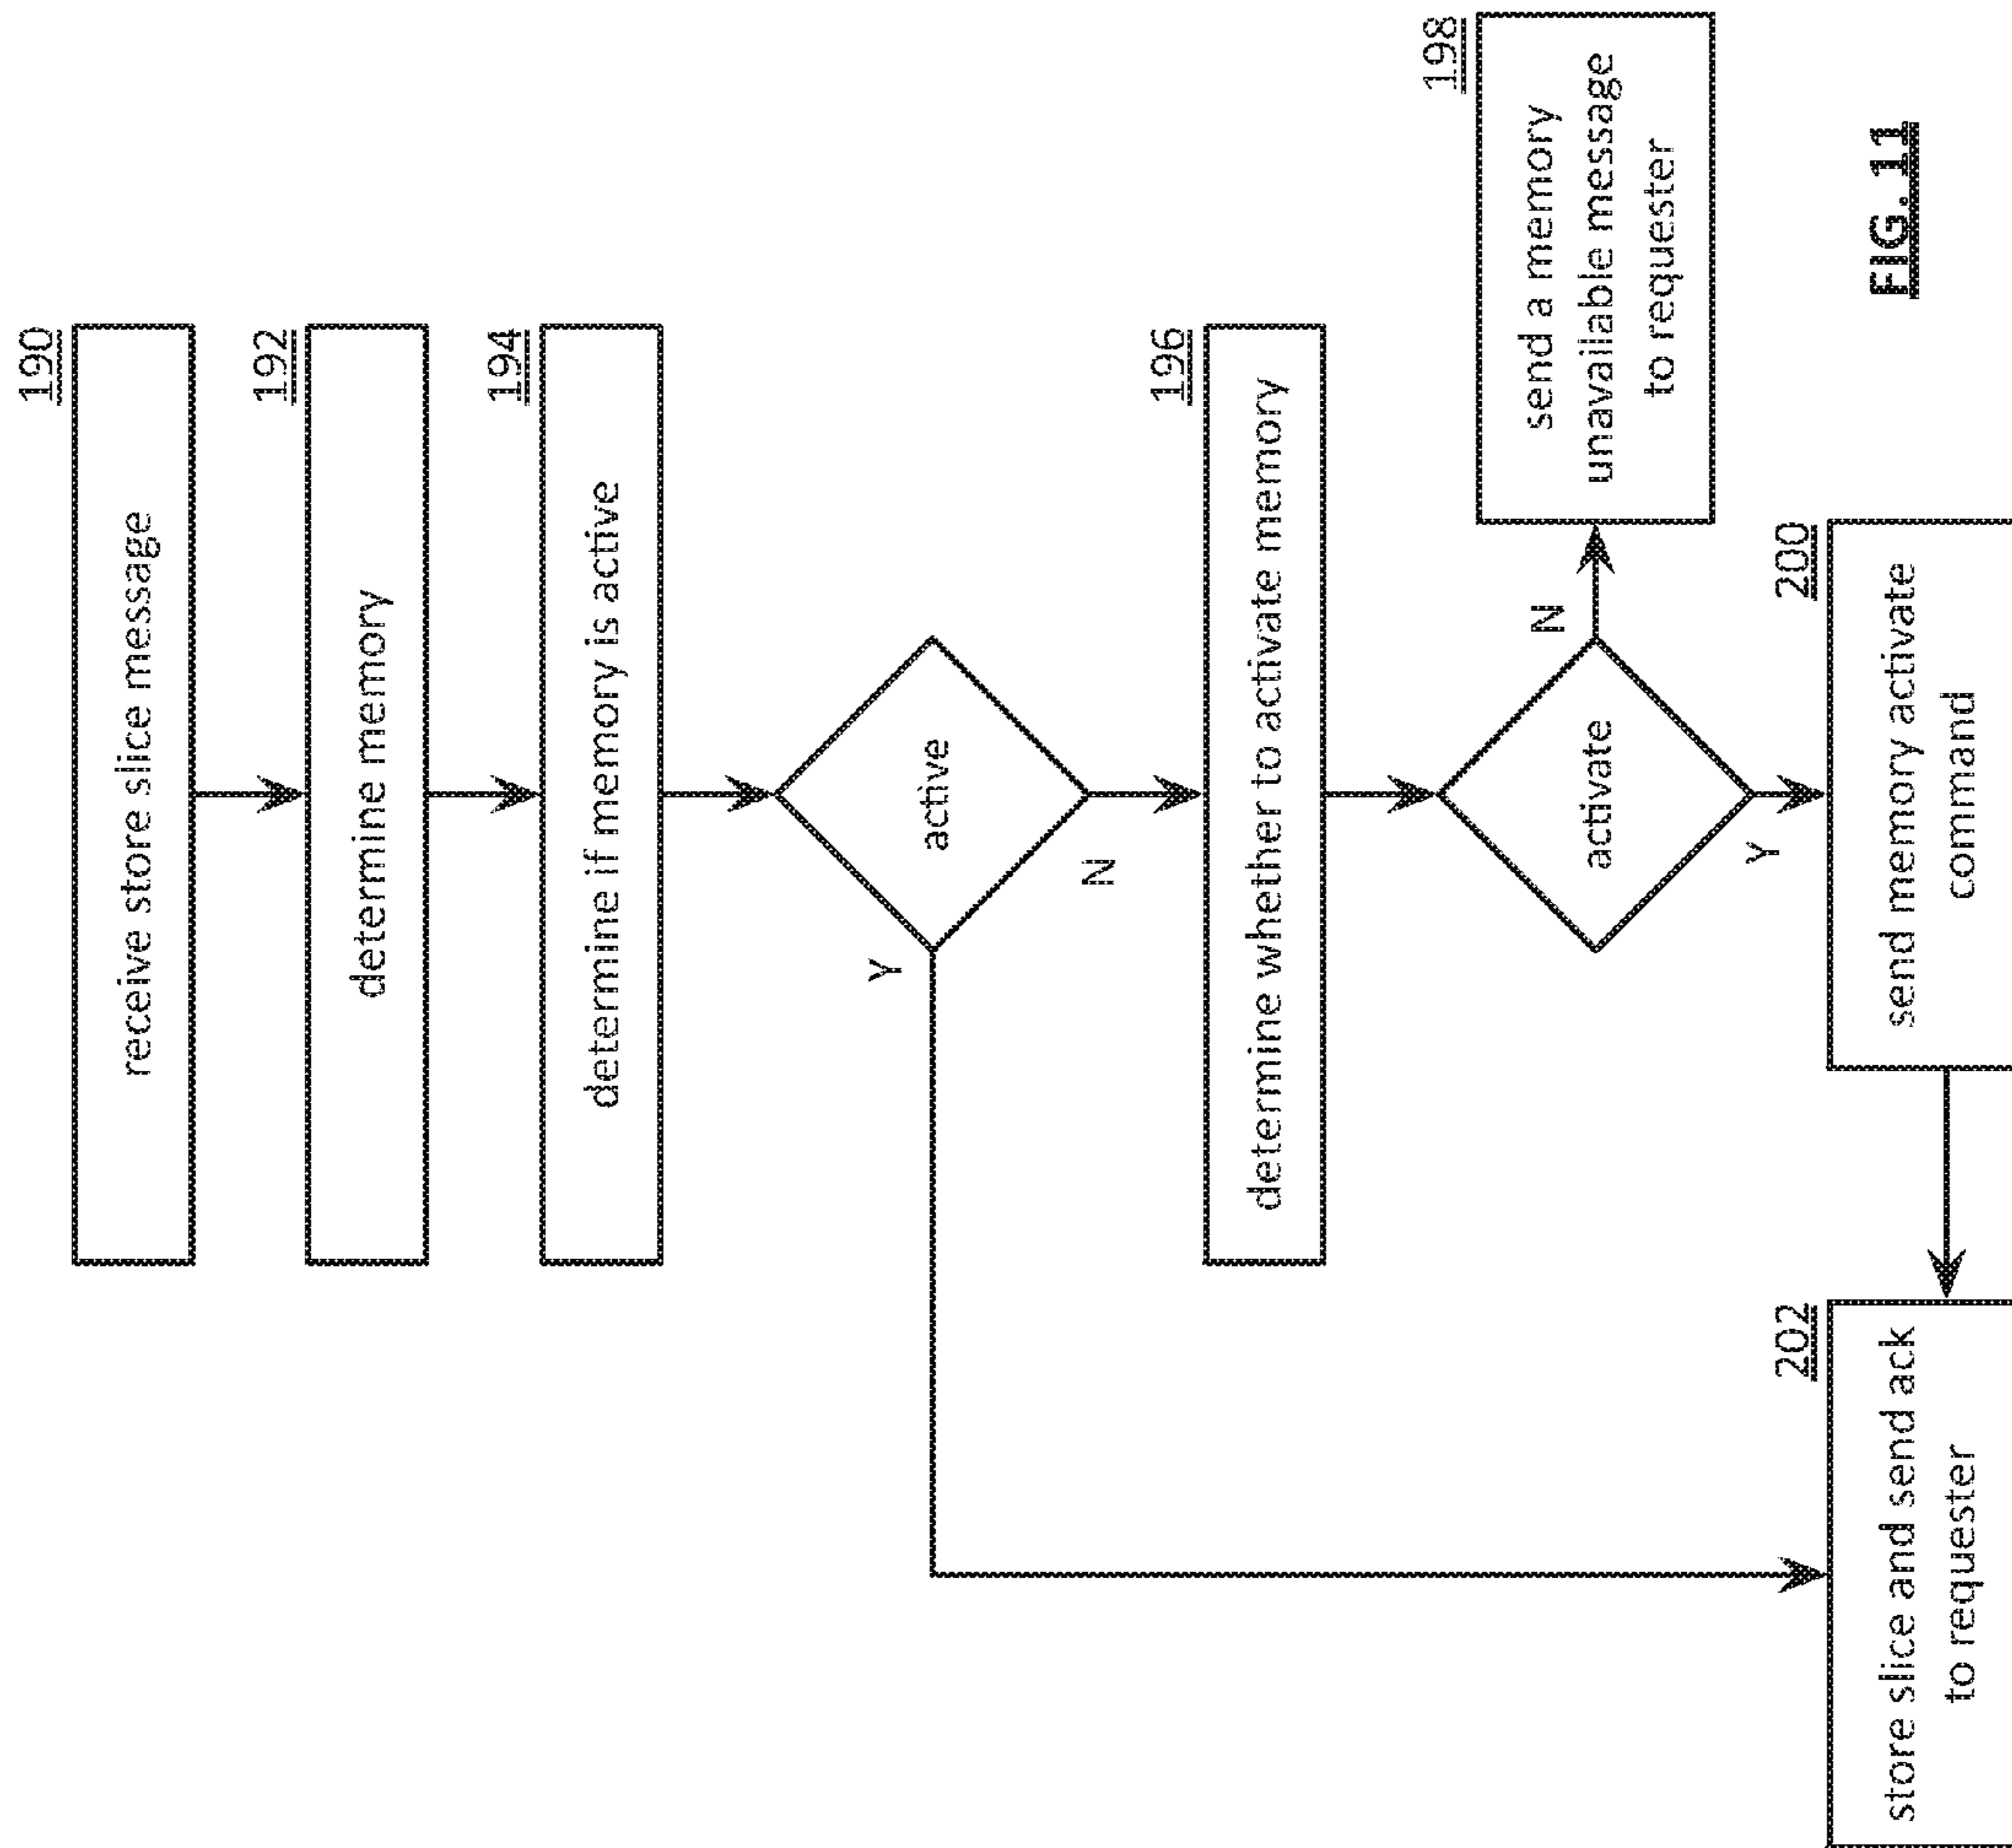 190
receive store slice message
192
determine memory
194
determine if memory is active
active
Y
N
196
determine whether to activate memory
activate
N
Y
198
send a memory
unavailable message
to requester
200
send memory activate
command
202
store slice and send ack
to requester
FIG. 11